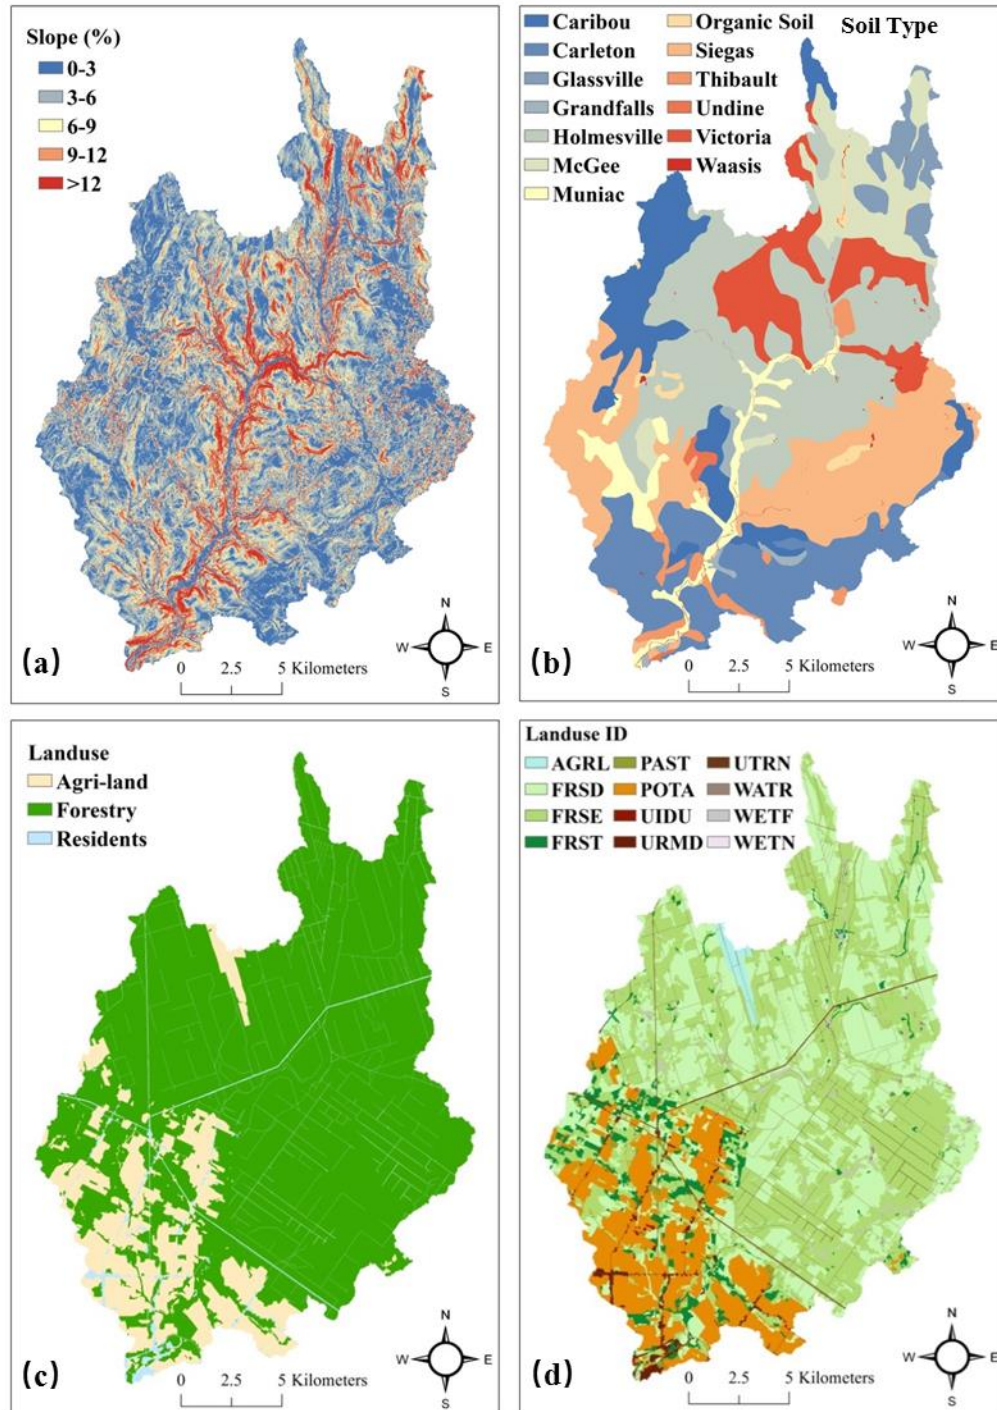 Slope (%)
0-3
3-6
6-9
9-12
>12
(a)
N
W E
S
0 2.5 5 Kilometers
Soil Type
Caribou
Carleton
Glassville
Grandfalls
Holmesville
McGee
Muniac
Organic Soil
Siegas
Thibault
Undine
Victoria
Waasis
(b)
N
W E
S
0 2.5 5 Kilometers
Landuse
Agri-land
Forestry
Residents
(c)
N
W E
S
0 2.5 5 Kilometers
Landuse ID
AGRL
FRSD
FRSE
FRST
PAST
POTA
UIDU
URMD
UTRN
WATR
WETF
WETN
(d)
N
W E
S
0 2.5 5 Kilometers